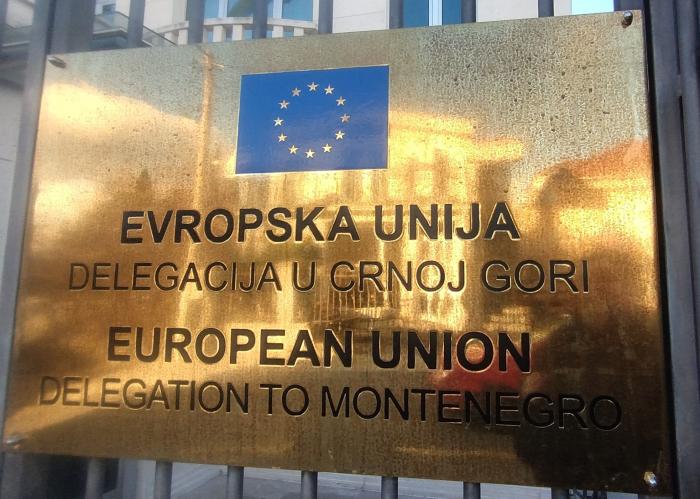 EVROPSKA UNIJA
DELEGACIJA U CRNOJ GORI
EUROPEAN UNION
DELEGATION TO MONTENEGRO